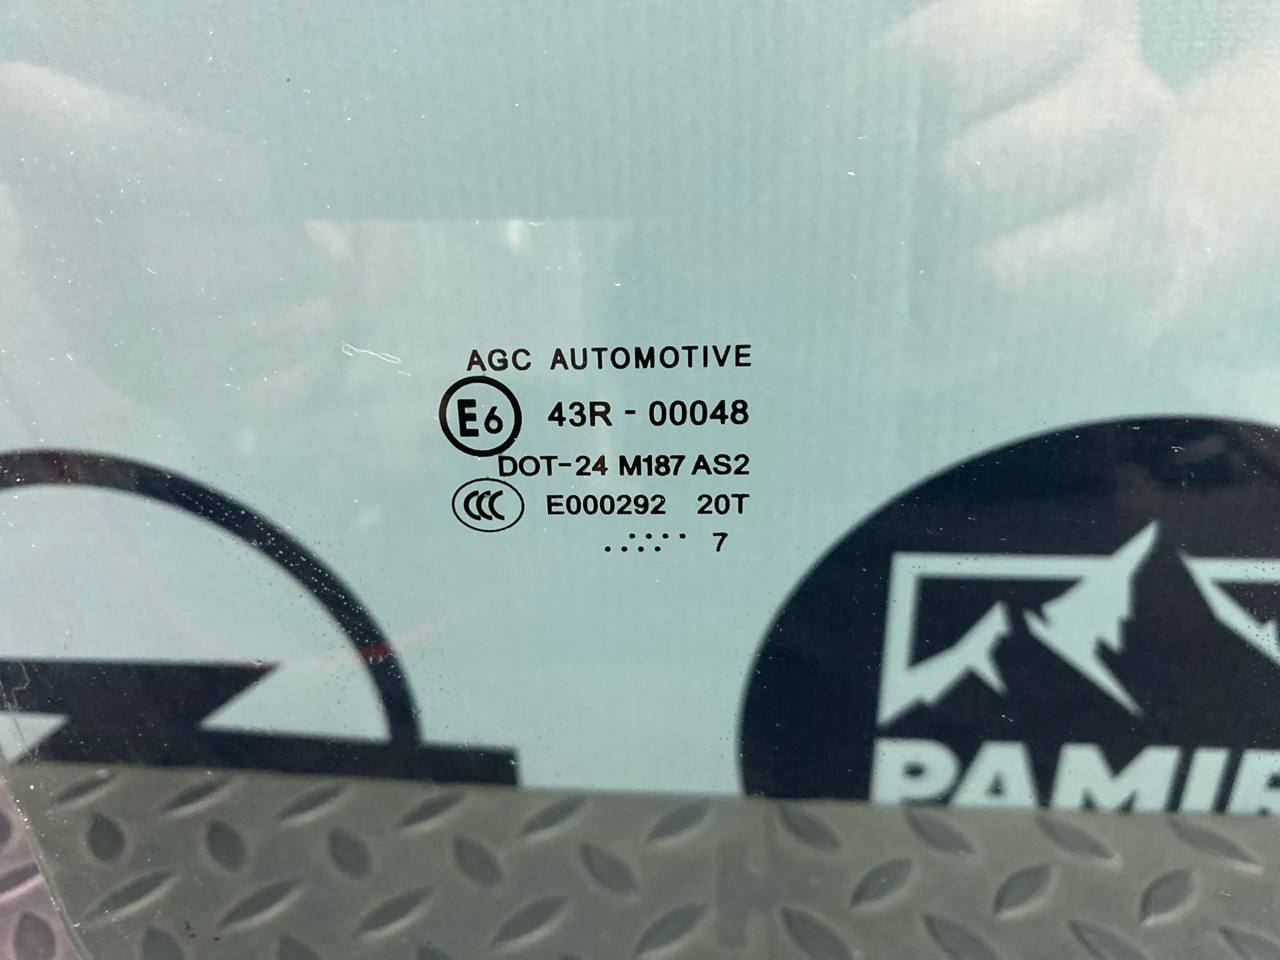 AGC AUTOMOTIVE
E6 43R - 00048
DOT-24 M187 AS2
CCC E000292 20T
..:::.. 7
PAMIR